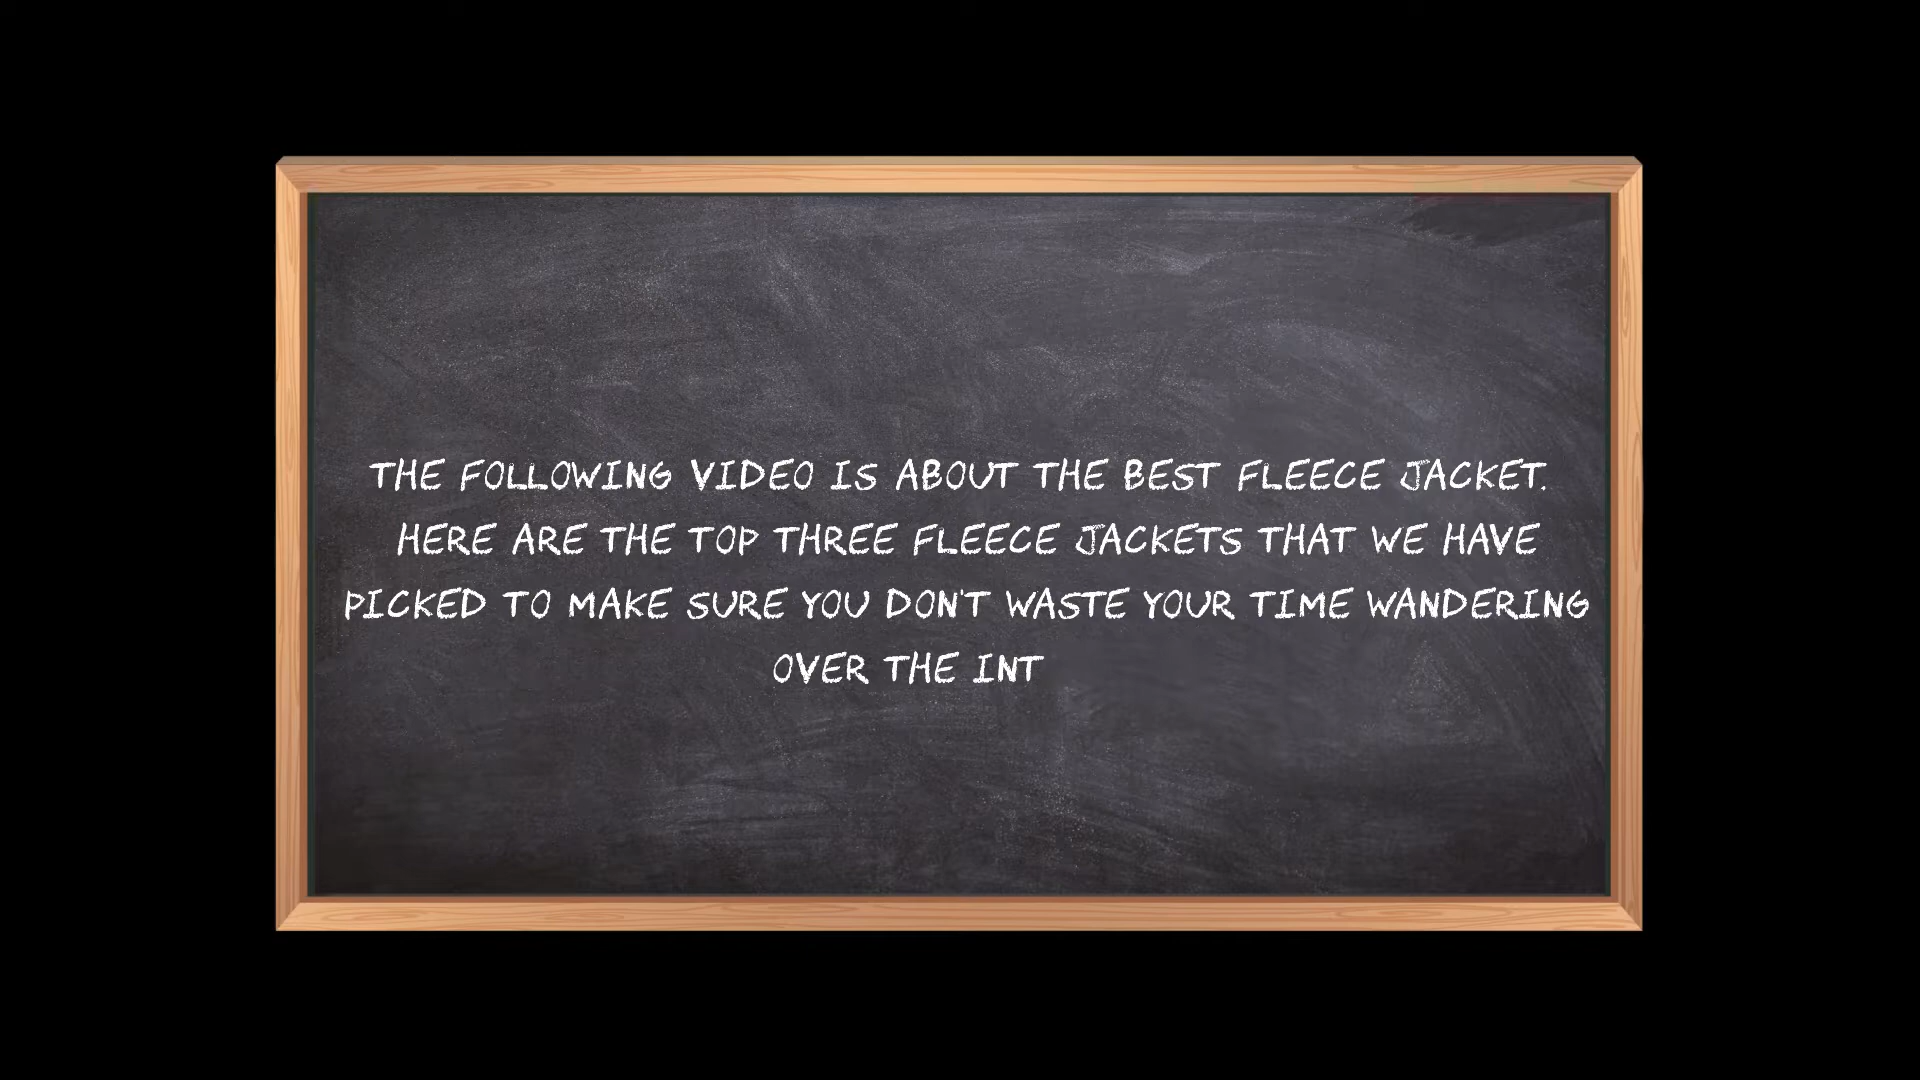 THE FOLLOWING VIDEO IS ABOUT THE BEST FLEECE JACKET.
HERE ARE THE TOP THREE FLEECE JACKETS THAT WE HAVE
PICKED TO MAKE SURE YOU DON'T WASTE YOUR TIME WANDERING
OVER THE INT